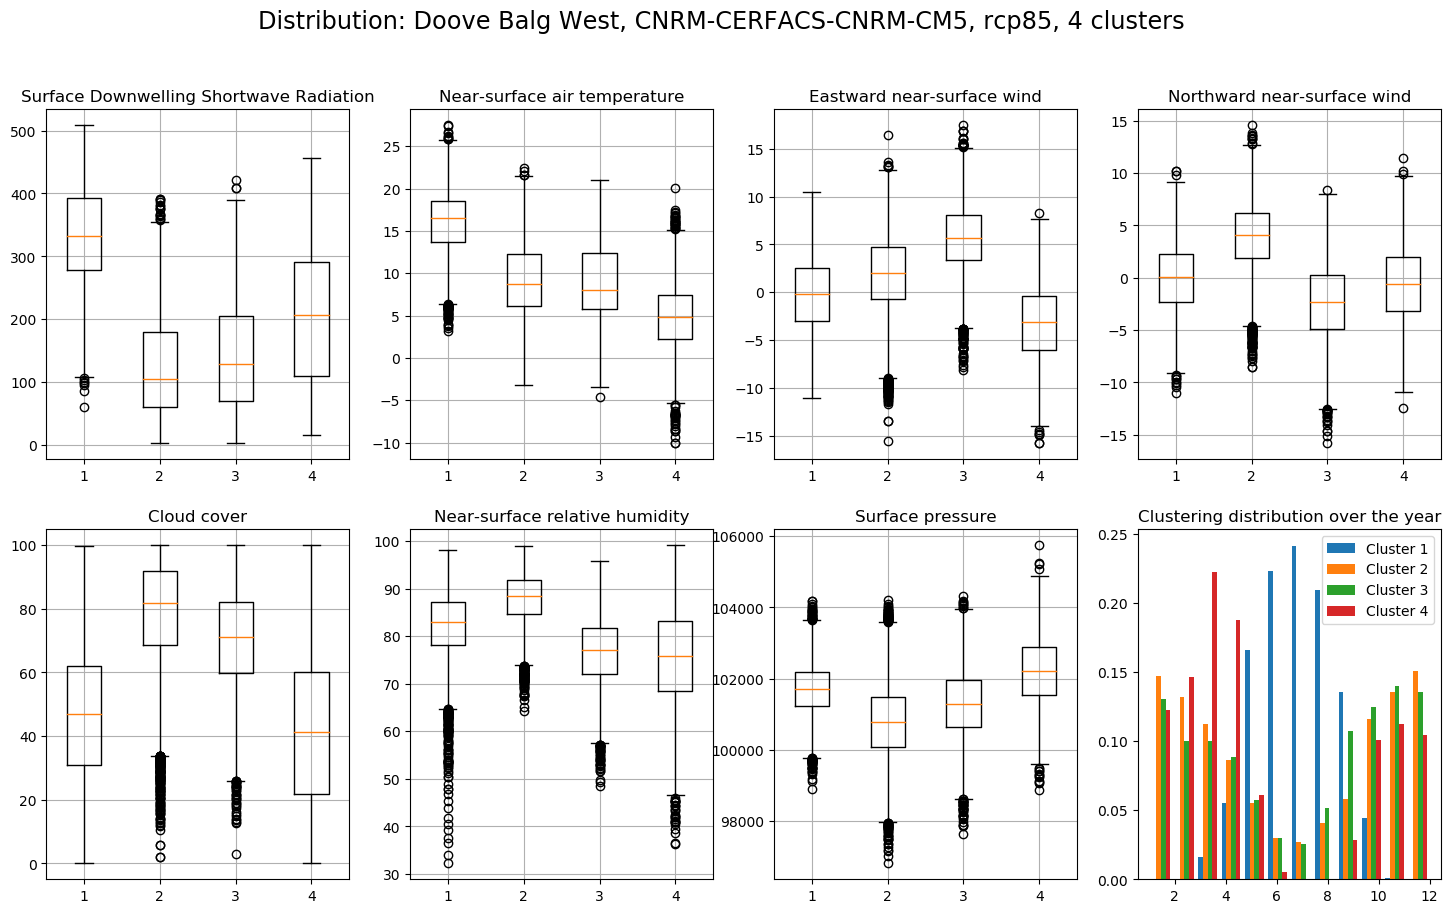 Distribution: Doove Balg West, CNRM-CERFACS-CNRM-CM5, rcp85, 4 clusters
Surface Downwelling Shortwave Radiation
500
400
300
200
100
0
1 2 3 4
Near-surface air temperature
25
20
15
10
5
0
−5
−10
1 2 3 4
Eastward near-surface wind
15
10
5
0
−5
−10
−15
1 2 3 4
Northward near-surface wind
15
10
5
0
−5
−10
−15
1 2 3 4
Cloud cover
100
80
60
40
20
0
1 2 3 4
Near-surface relative humidity
100
90
80
70
60
50
40
30
1 2 3 4
Surface pressure
106000
104000
102000
100000
98000
1 2 3 4
Clustering distribution over the year
0.25
0.20
0.15
0.10
0.05
0.00
2 4 6 8 10 12
Cluster 1
Cluster 2
Cluster 3
Cluster 4